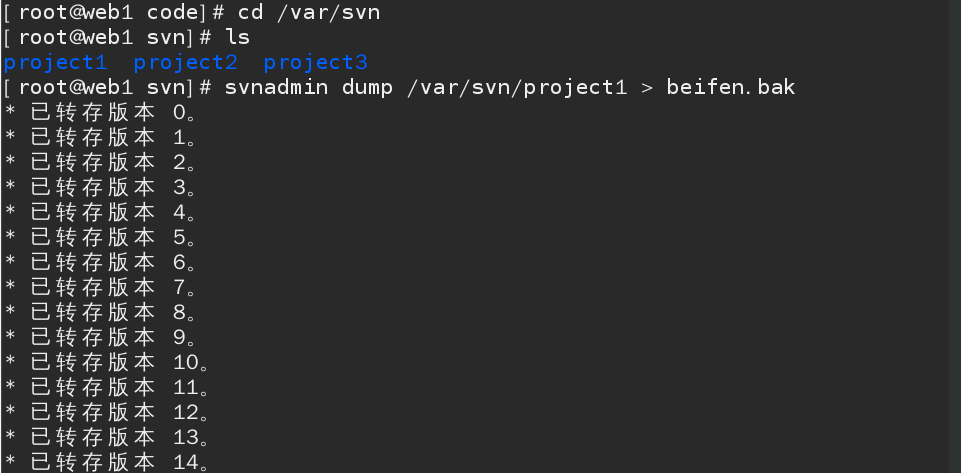 [ root@web1 code]# cd /var/svn
[ root@web1 svn]# ls
project1  project2  project3
[ root@web1 svn]# svnadmin dump /var/svn/project1 > beifen.bak
* 已转存版本 0。
* 已转存版本 1。
* 已转存版本 2。
* 已转存版本 3。
* 已转存版本 4。
* 已转存版本 5。
* 已转存版本 6。
* 已转存版本 7。
* 已转存版本 8。
* 已转存版本 9。
* 已转存版本 10。
* 已转存版本 11。
* 已转存版本 12。
* 已转存版本 13。
* 已转存版本 14。